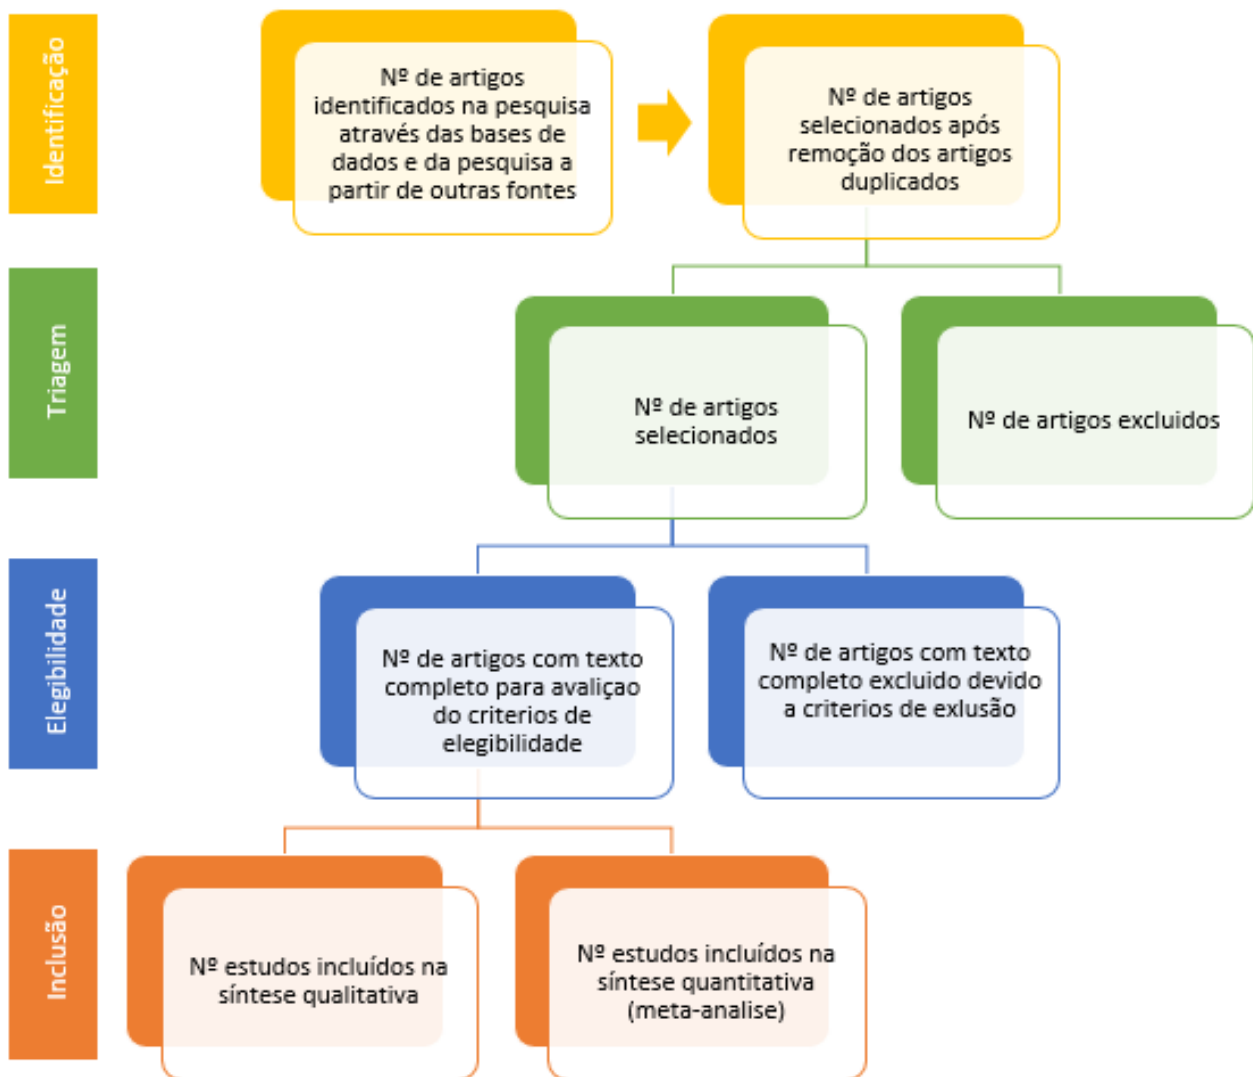 Identificação
Nº de artigos
identificados na pesquisa
através das bases de
dados e da pesquisa a
partir de outras fontes
Nº de artigos
selecionados após
remoção dos artigos
duplicados
Triagem
Nº de artigos
selecionados
Nº de artigos excluidos
Elegibilidade
Nº de artigos com texto
completo para avaliçao
do criterios de
elegibilidade
Nº de artigos com texto
completo excluido devido
a criterios de exlusão
Inclusão
Nº estudos incluídos na
síntese qualitativa
Nº estudos incluídos na
síntese quantitativa
(meta-analise)